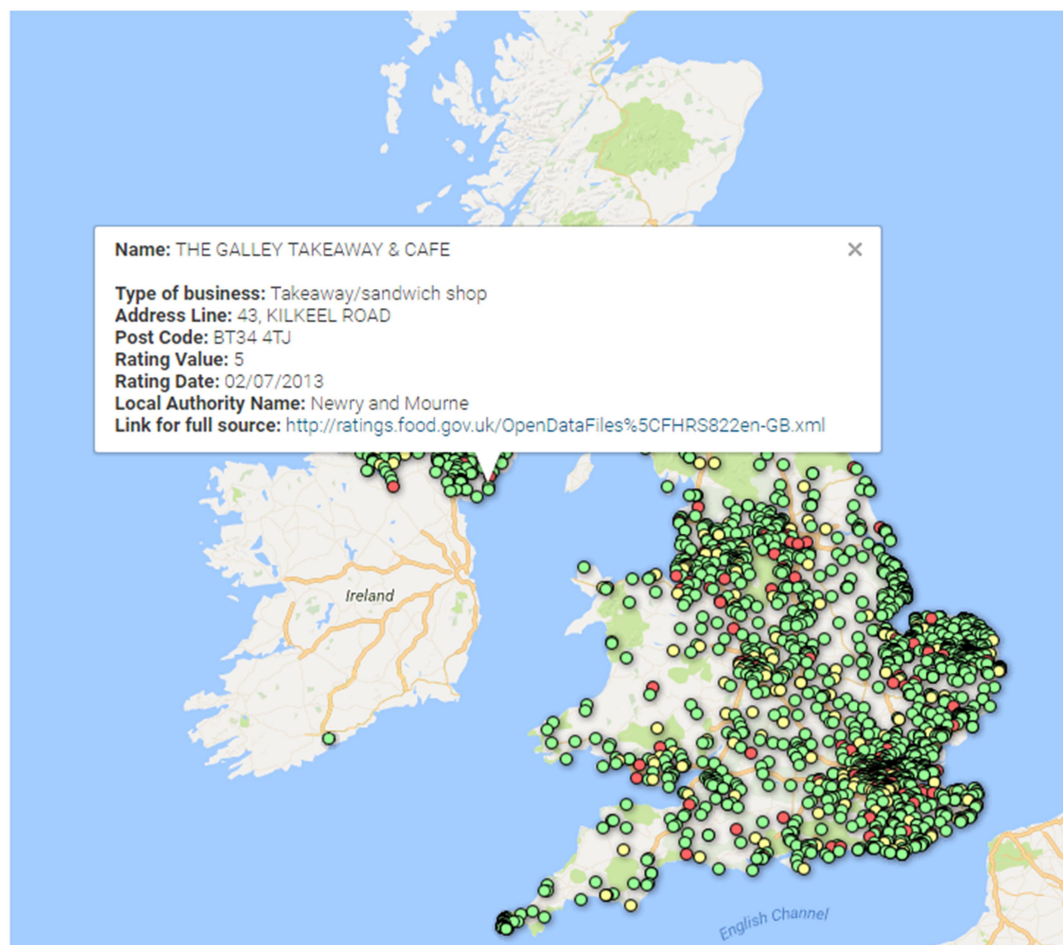 Name: THE GALLEY TAKEAWAY & CAFE
Type of business: Takeaway/sandwich shop
Address Line: 43, KILKEEL ROAD
Post Code: BT34 4TJ
Rating Value: 5
Rating Date: 02/07/2013
Local Authority Name: Newry and Mourne
Link for full source: http://ratings.food.gov.uk/OpenDataFiles%5CFHRS822en-GB.xml
Ireland
English Channel